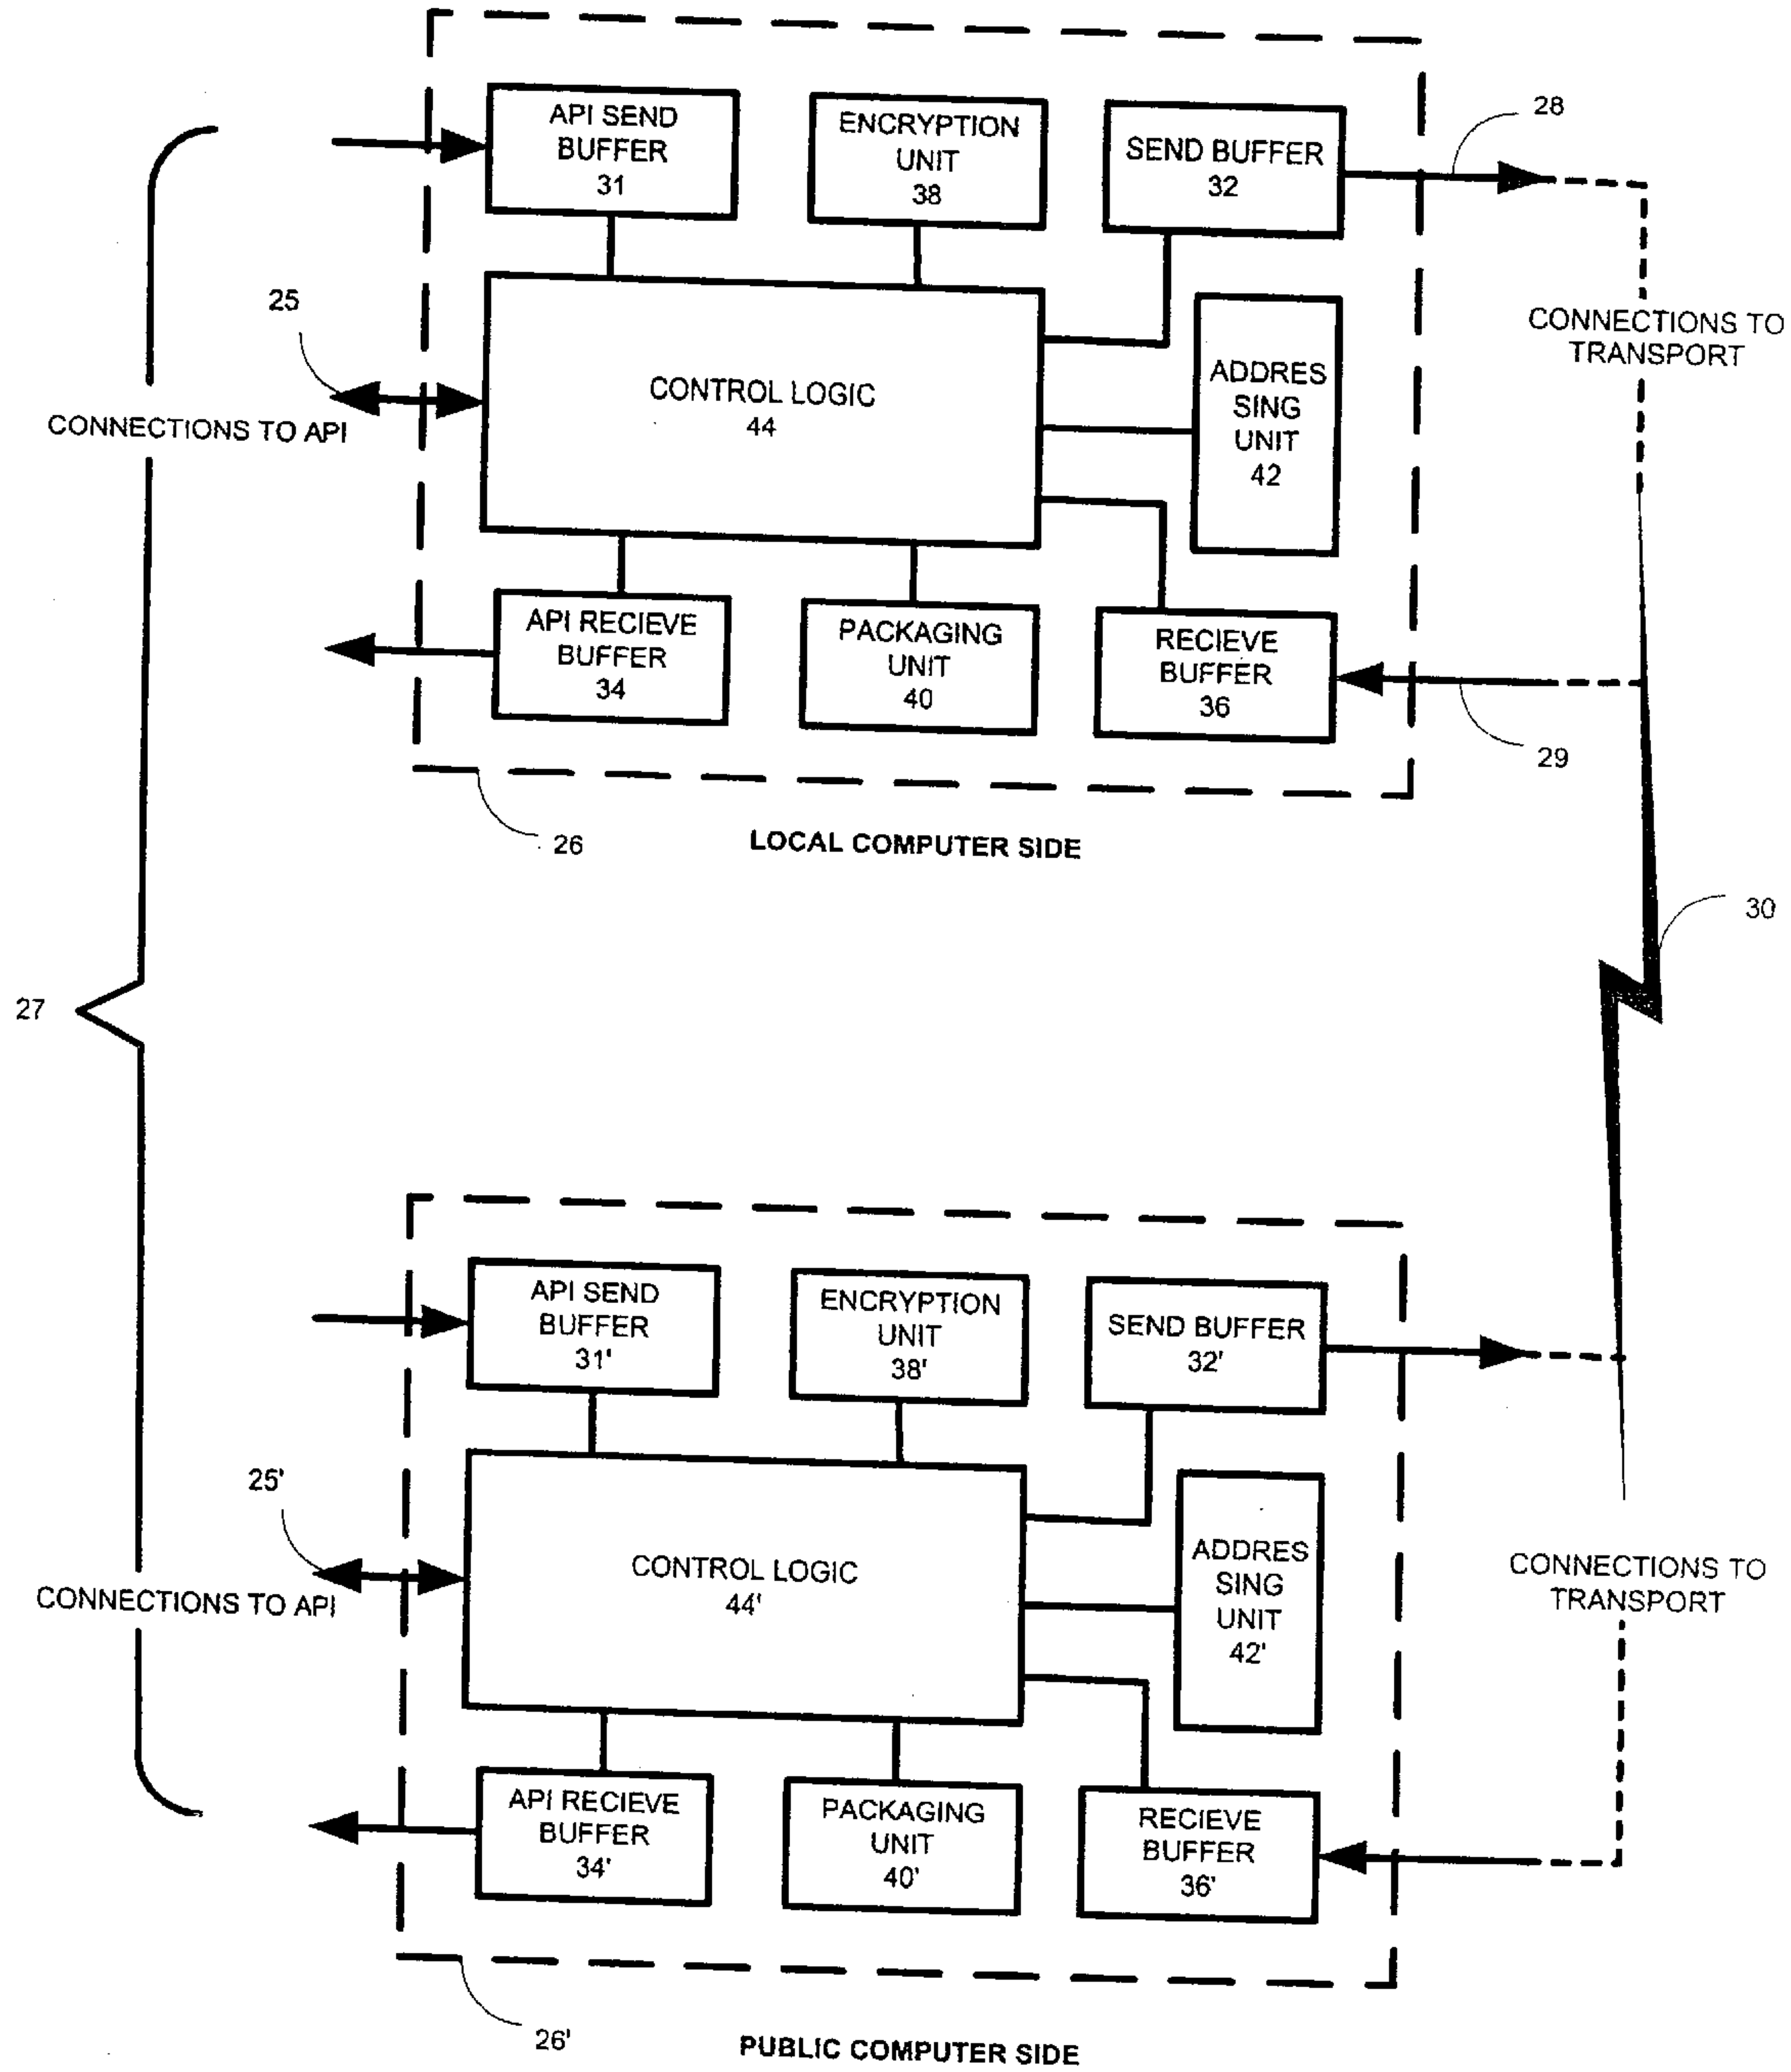 API SEND
BUFFER
31
ENCRYPTION
UNIT
38
SEND BUFFER
32
28
25
CONNECTIONS TO API
CONTROL LOGIC
44
ADDRES
SING
UNIT
42
CONNECTIONS TO
TRANSPORT
API RECIEVE
BUFFER
34
PACKAGING
UNIT
40
RECIEVE
BUFFER
36
29
26
LOCAL COMPUTER SIDE
30
27
API SEND
BUFFER
31'
ENCRYPTION
UNIT
38'
SEND BUFFER
32'
25'
CONNECTIONS TO API
CONTROL LOGIC
44'
ADDRES
SING
UNIT
42'
CONNECTIONS TO
TRANSPORT
API RECIEVE
BUFFER
34'
PACKAGING
UNIT
40'
RECIEVE
BUFFER
36'
26'
PUBLIC COMPUTER SIDE